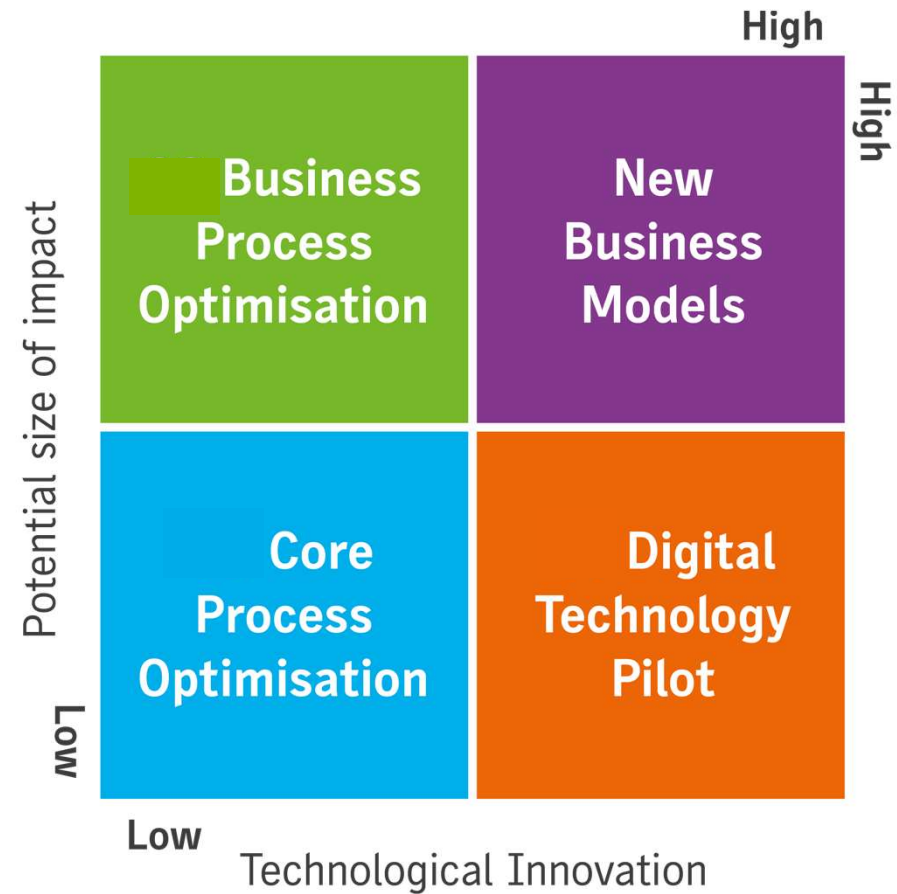 High
High
Business
Process
Optimisation
New
Business
Models
Potential size of impact
Core
Process
Optimisation
Digital
Technology
Pilot
Low
Low
Technological Innovation